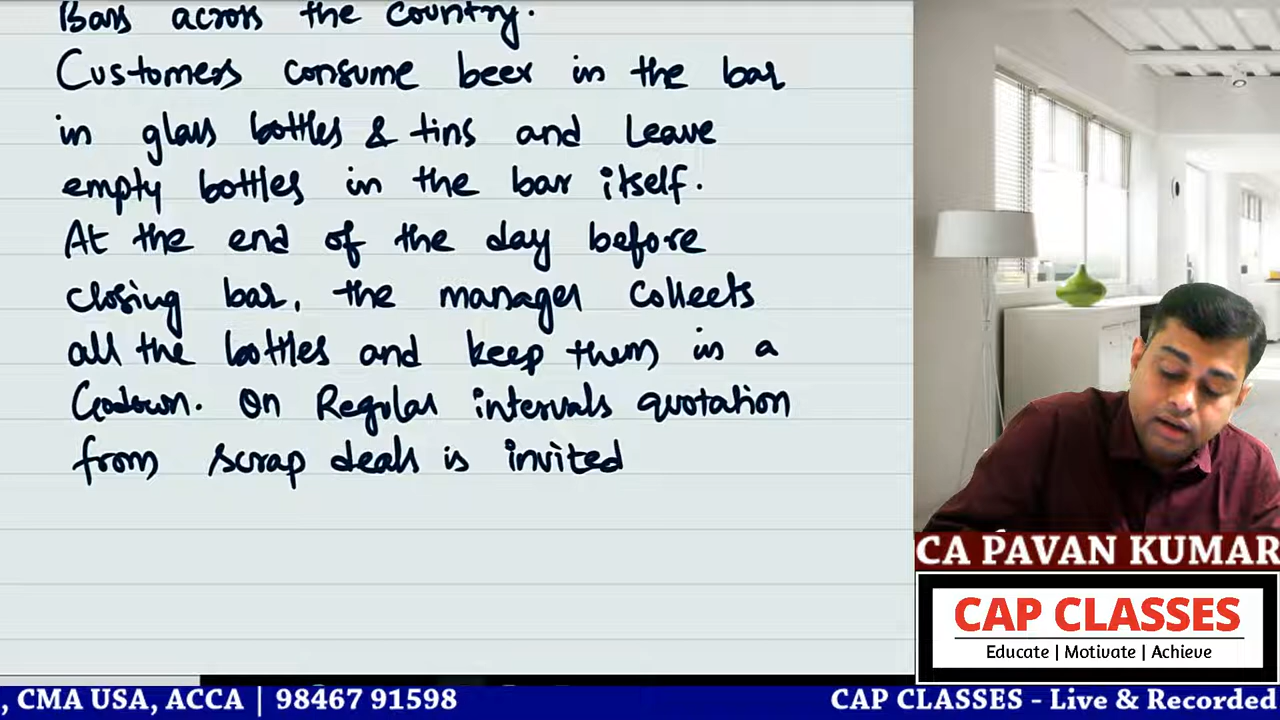 Bars across the Country.
Customers consume beer in the bar
in glass bottles & tins and leave
empty bottles in the bar itself.
At the end of the day before
closing bar, the manager collects
all the bottles and keep them in a
Godown. On Regular intervals quotation
from scrap deals is invited
CA PAVAN KUMAR
CAP CLASSES
Educate | Motivate | Achieve
, CMA USA, ACCA | 98467 91598
CAP CLASSES - Live & Recorded